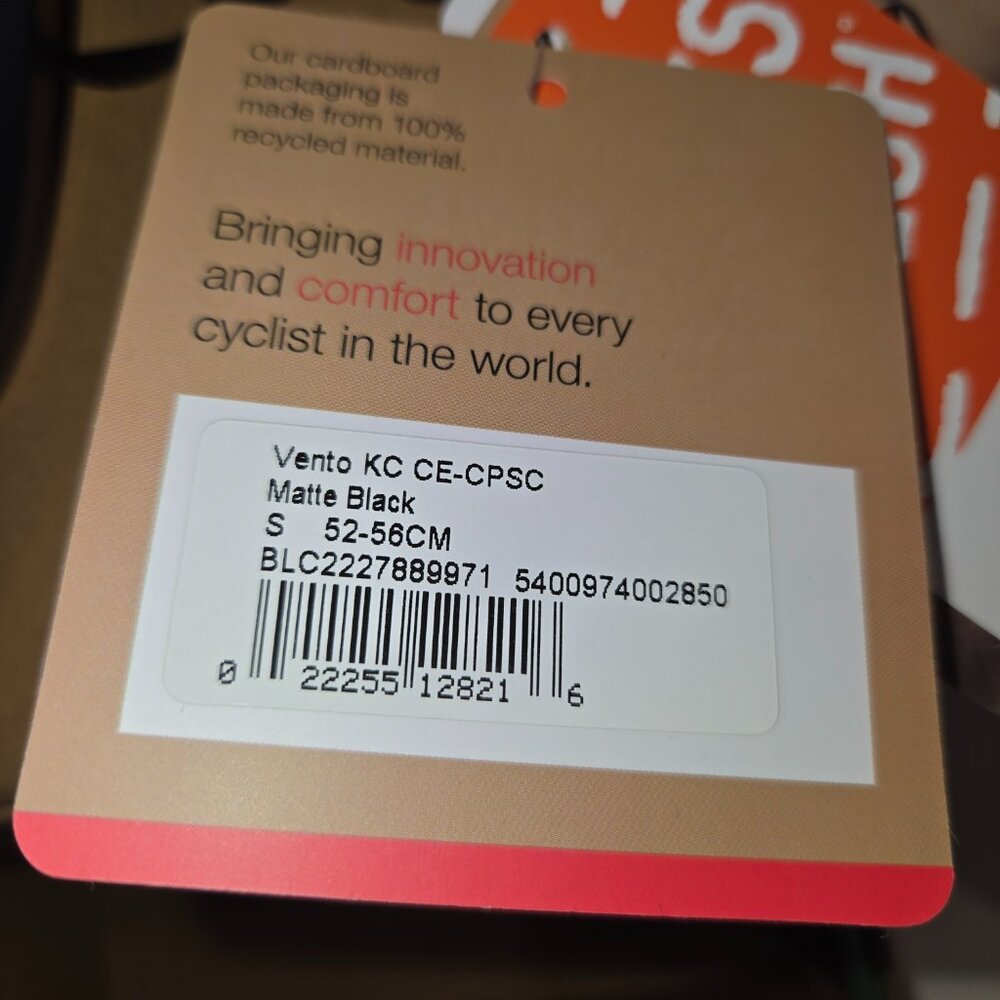 Our cardboard
packaging is
made from 100%
recycled material.
Bringing innovation
and comfort to every
cyclist in the world.
Vento KC CE-CPSC
Matte Black
S 52-56CM
BLC2227889971 5400974002850
0 22255 12821 6